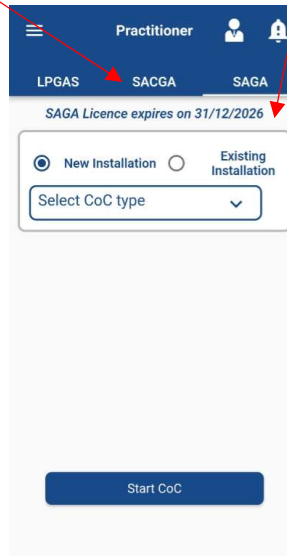 Practitioner
LPGAS SACGA SAGA
SAGA Licence expires on 31/12/2026
New Installation Existing Installation
Select CoC type
Start CoC